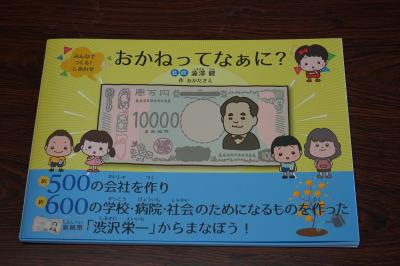 みんなで
つくる!
しあわせ
おかねってなぁに?
監修 渋澤 健
作 おかださえ
壱万円
10000
約500の会社を作り
約600の学校・病院・社会のためになるものを作った
新紙幣「渋沢栄一」からまなぼう!